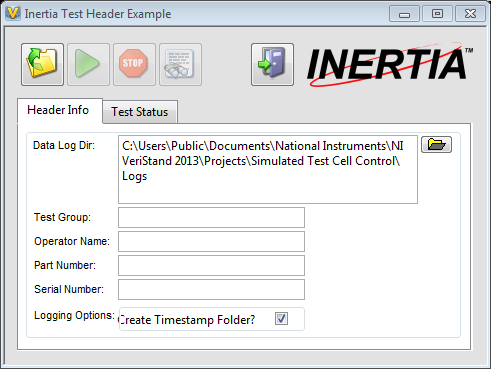 Inertia Test Header Example
STOP
INERTIA™
Header Info
Test Status
Data Log Dir:
C:\Users\Public\Documents\National Instruments\NI
VeriStand 2013\Projects\Simulated Test Cell Control\
Logs
Test Group:
Operator Name:
Part Number:
Serial Number:
Logging Options:
Create Timestamp Folder?